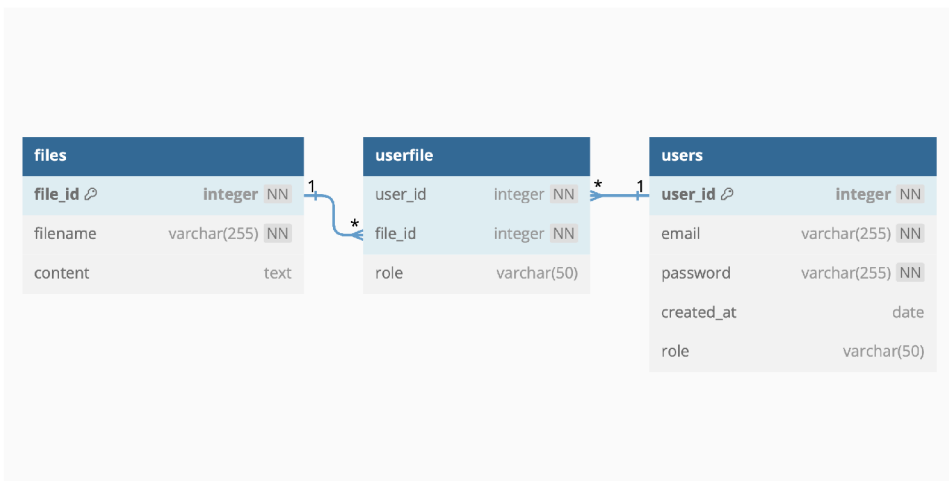 files
file_id integer NN
filename varchar(255) NN
content text
1
*
userfile
user_id integer NN
file_id integer NN
role varchar(50)
*
1
users
user_id integer NN
email varchar(255) NN
password varchar(255) NN
created_at date
role varchar(50)